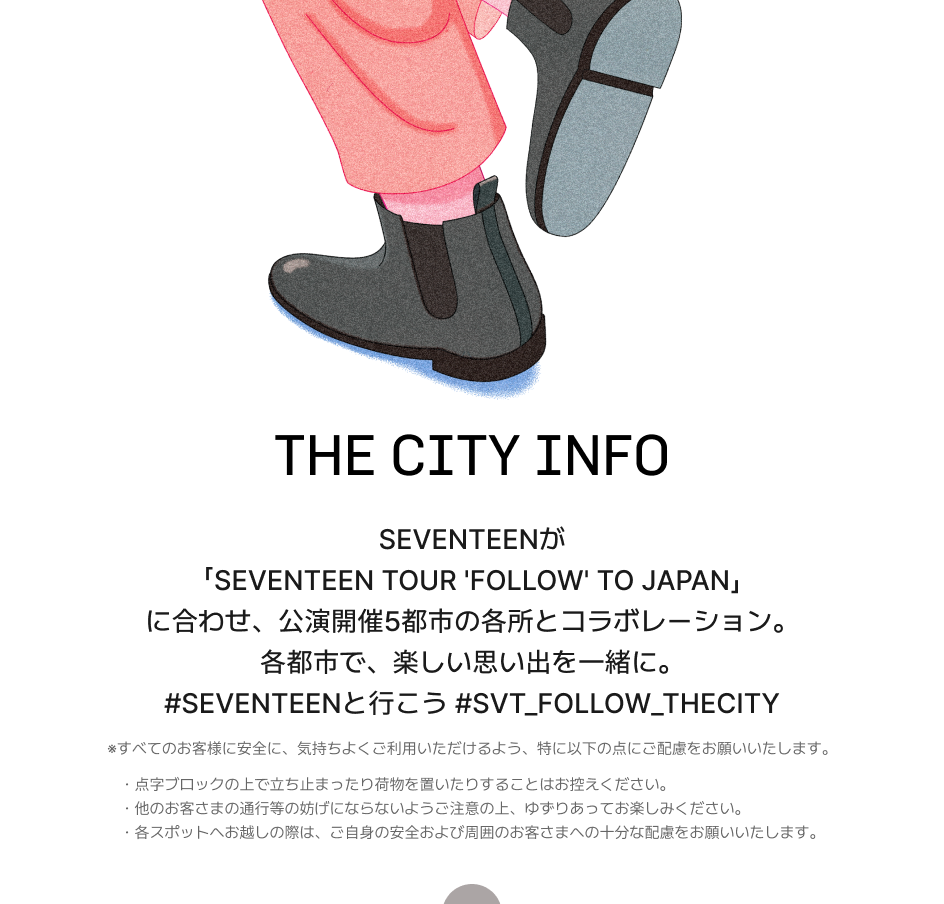 THE CITY INFO
SEVENTEENが
「SEVENTEEN TOUR 'FOLLOW' TO JAPAN」
に合わせ、公演開催5都市の各所とコラボレーション。
各都市で、楽しい思い出を一緒に。
#SEVENTEENと行こう #SVT_FOLLOW_THECITY
※すべてのお客様に安全に、気持ちよくご利用いただけるよう、特に以下の点にご配慮をお願いいたします。
・点字ブロックの上で立ち止まったり荷物を置いたりすることはお控えください。
・他のお客さまの通行等の妨げにならないようご注意の上、ゆずりあってお楽しみください。
・各スポットへお越しの際は、ご自身の安全および周囲のお客さまへの十分な配慮をお願いいたします。